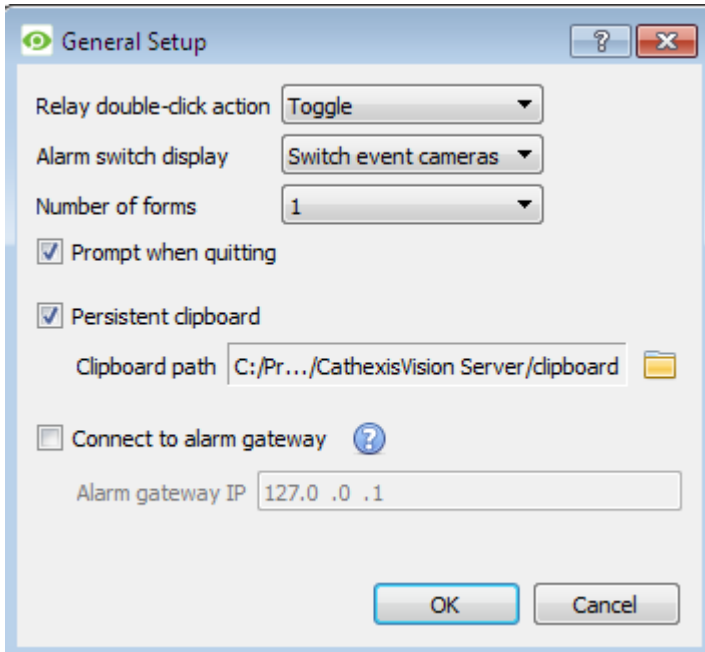 General Setup
Relay double-click action Toggle
Alarm switch display Switch event cameras
Number of forms 1
Prompt when quitting
Persistent clipboard
Clipboard path C:/Pr.../CathexisVision Server/clipboard
Connect to alarm gateway
Alarm gateway IP 127.0 .0 .1
OK Cancel